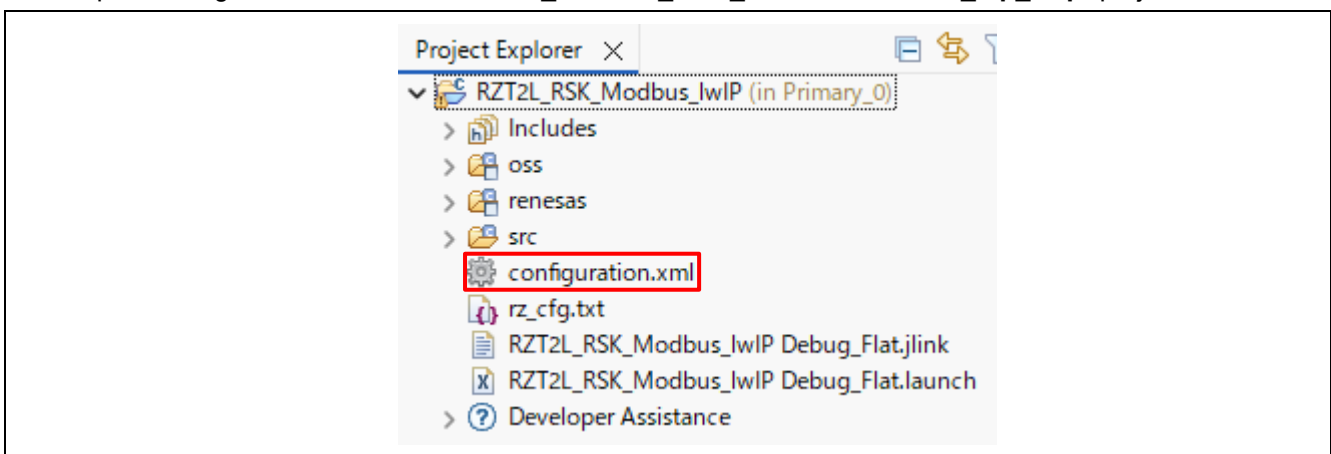 Project Explorer
RZT2L_RSK_Modbus_lwIP (in Primary_0)
Includes
oss
renesas
src
configuration.xml
rz_cfg.txt
RZT2L_RSK_Modbus_lwIP Debug_Flat.jlink
RZT2L_RSK_Modbus_lwIP Debug_Flat.launch
Developer Assistance